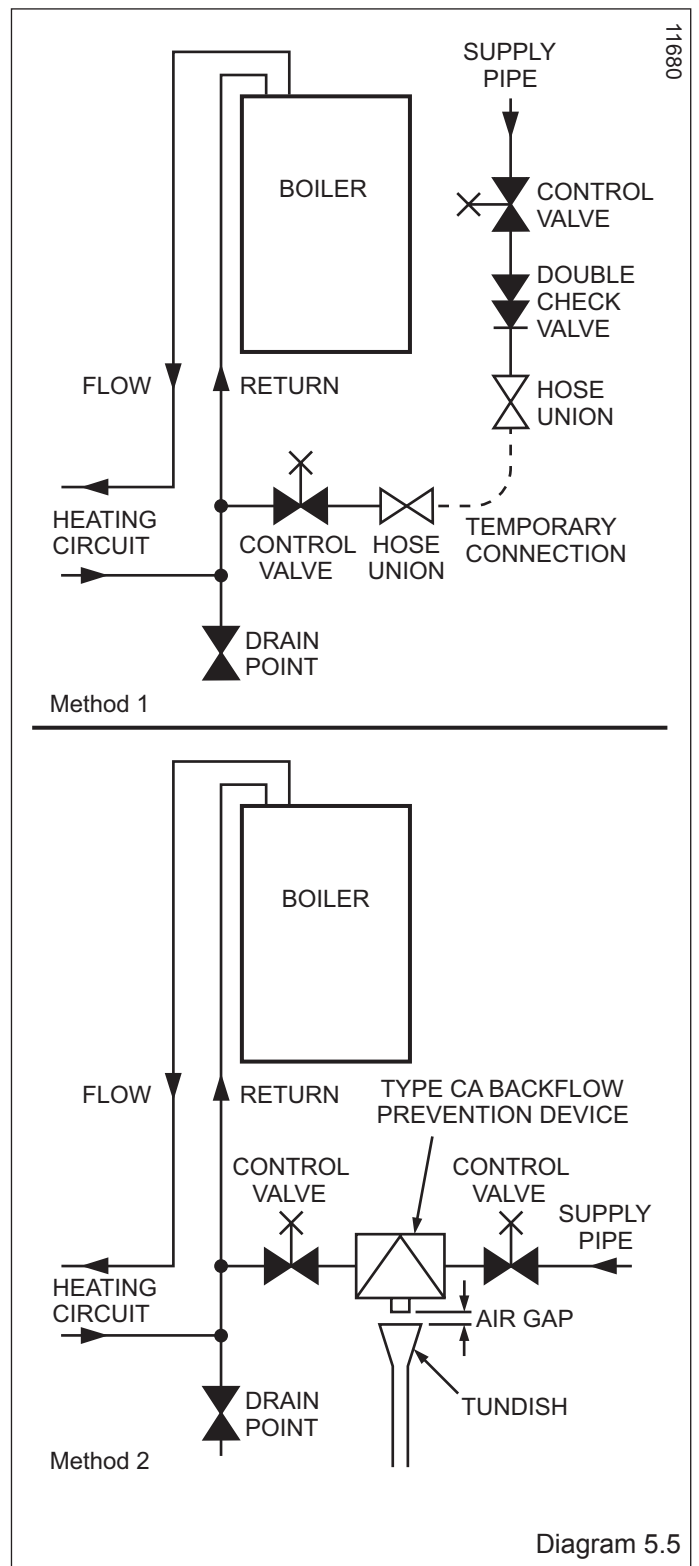 11680
SUPPLY
PIPE
BOILER
CONTROL
VALVE
DOUBLE
CHECK
VALVE
FLOW
RETURN
HOSE
UNION
HEATING
CIRCUIT
CONTROL
VALVE
HOSE
UNION
TEMPORARY
CONNECTION
DRAIN
POINT
Method 1
BOILER
FLOW
RETURN
TYPE CA BACKFLOW
PREVENTION DEVICE
CONTROL
VALVE
CONTROL
VALVE
SUPPLY
PIPE
HEATING
CIRCUIT
AIR GAP
DRAIN
POINT
TUNDISH
Method 2
Diagram 5.5